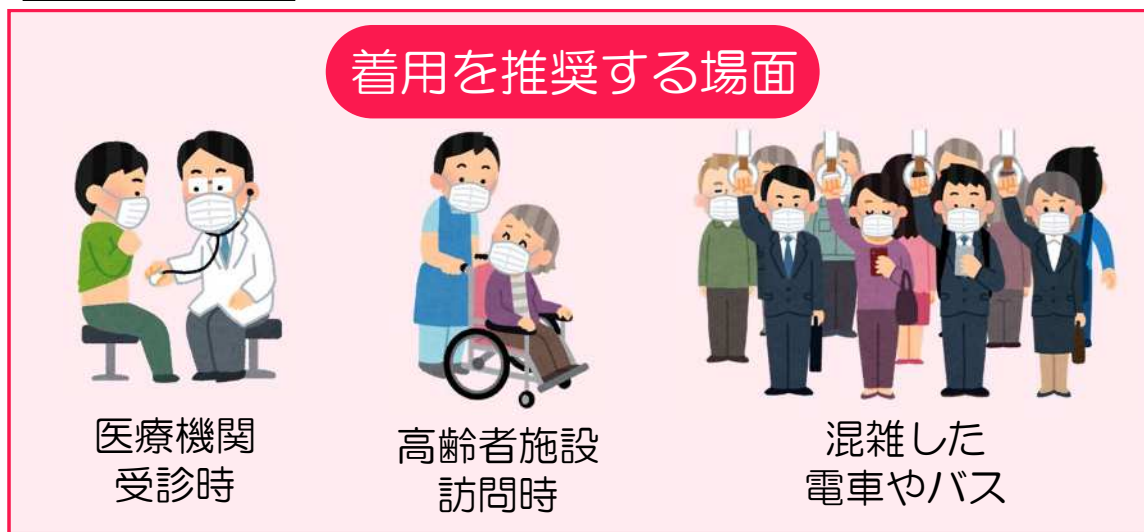 着用を推奨する場面
医療機関
受診時
高齢者施設
訪問時
混雑した
電車やバス